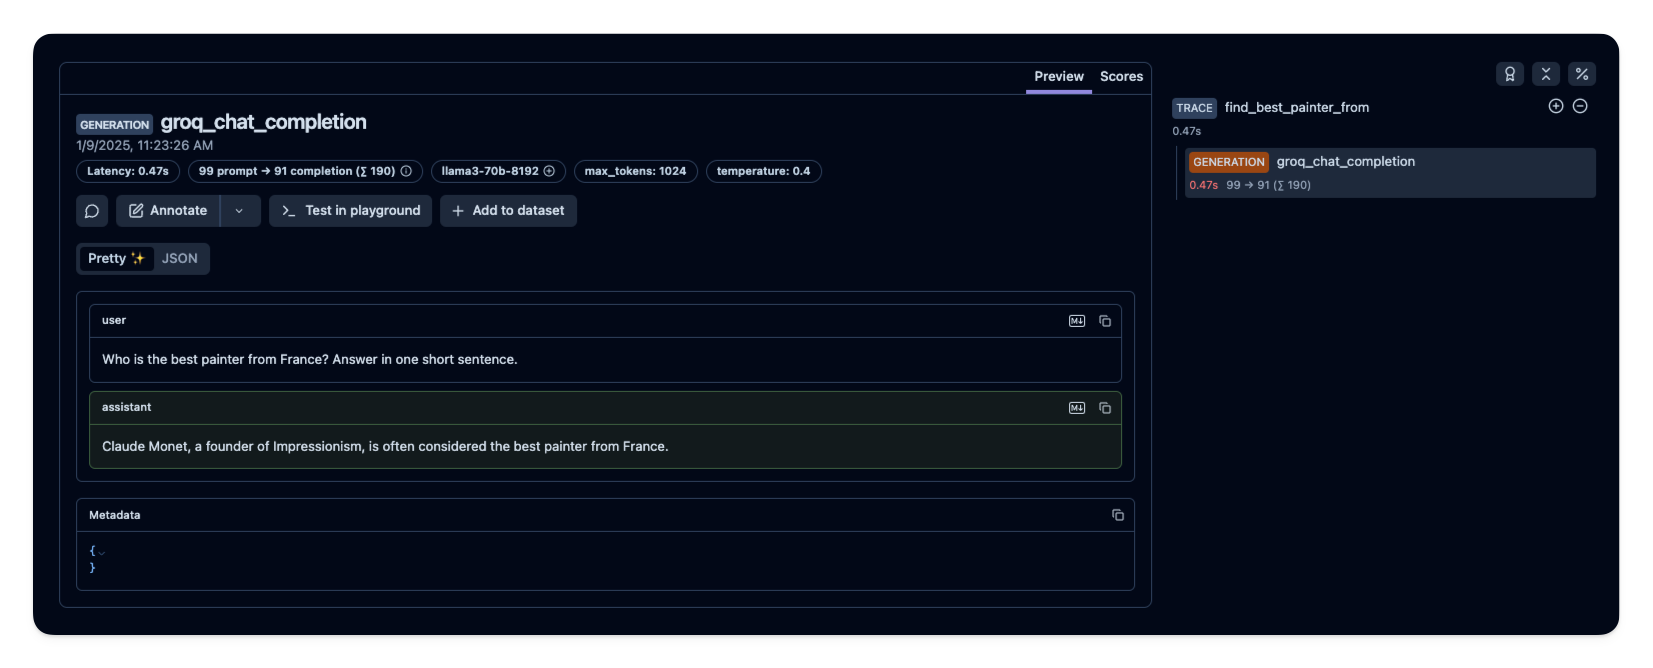 Preview Scores
GENERATION groq_chat_completion
1/9/2025, 11:23:26 AM
Latency: 0.47s 99 prompt → 91 completion (∑ 190) llama3-70b-8192 max_tokens: 1024 temperature: 0.4
Annotate Test in playground Add to dataset
Pretty ✨ JSON
user
Who is the best painter from France? Answer in one short sentence.
assistant
Claude Monet, a founder of Impressionism, is often considered the best painter from France.
Metadata
{
}
TRACE find_best_painter_from
0.47s
GENERATION groq_chat_completion
0.47s 99 → 91 (∑ 190)